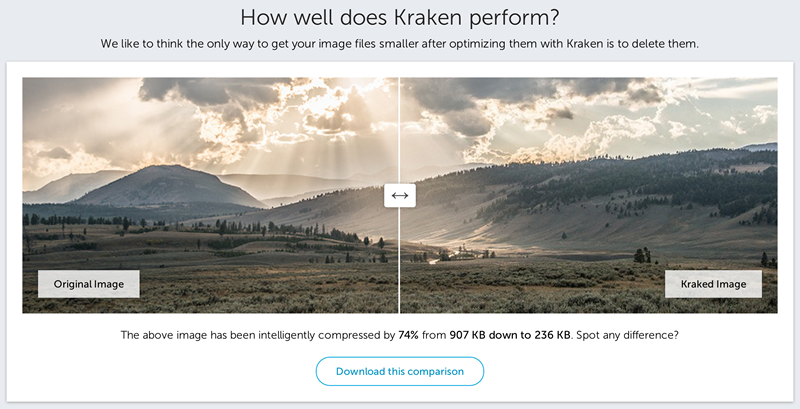 How well does Kraken perform?
We like to think the only way to get your image files smaller after optimizing them with Kraken is to delete them.
Original Image
Kraked Image
The above image has been intelligently compressed by 74% from 907 KB down to 236 KB. Spot any difference?
Download this comparison